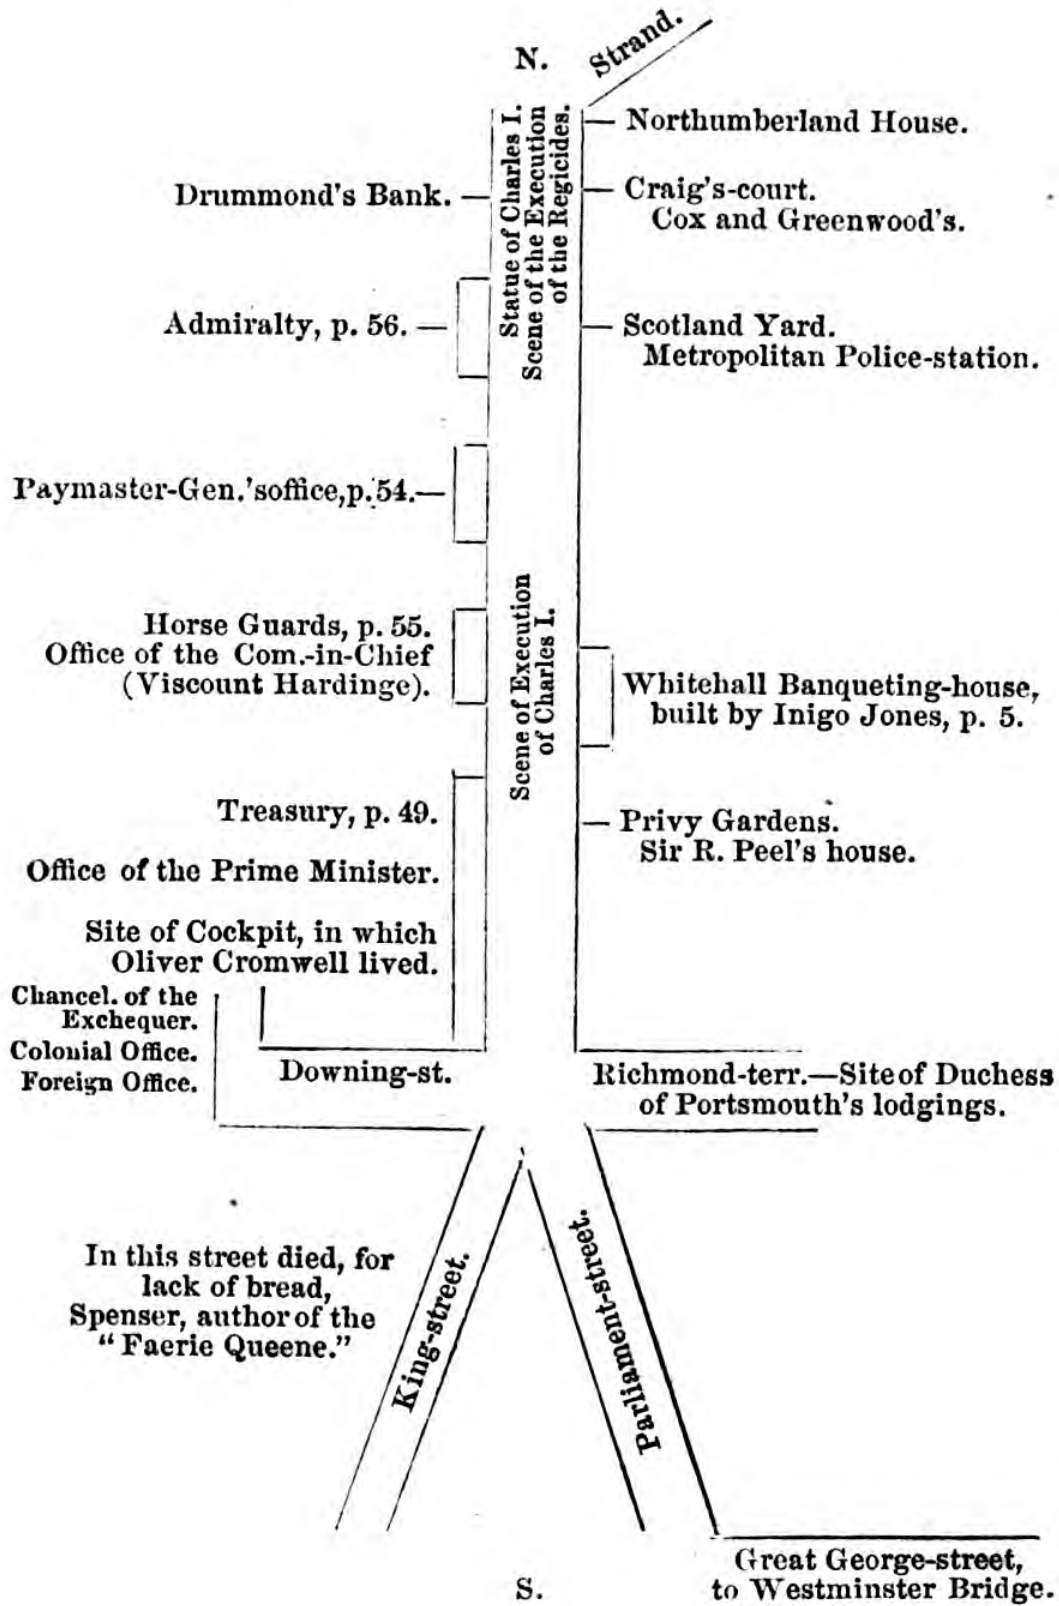 N.
Strand.
Statue of Charles I.
Scene of the Execution
of the Regicides.
Northumberland House.
Drummond's Bank.
Craig's-court.
Cox and Greenwood's.
Admiralty, p. 56.
Scotland Yard.
Metropolitan Police-station.
Paymaster-Gen.'soffice,p.54.
Horse Guards, p. 55.
Office of the Com.-in-Chief
(Viscount Hardinge).
Scene of Execution
of Charles I.
Whitehall Banqueting-house,
built by Inigo Jones, p. 5.
Treasury, p. 49.
Office of the Prime Minister.
Site of Cockpit, in which
Oliver Cromwell lived.
Privy Gardens.
Sir R. Peel's house.
Chancel. of the
Exchequer.
Colonial Office.
Foreign Office.
Downing-st.
Richmond-terr.—Site of Duchess
of Portsmouth's lodgings.
In this street died, for
lack of bread,
Spenser, author of the
"Faerie Queene."
King-street.
Parliament-street.
Great George-street,
to Westminster Bridge.
S.